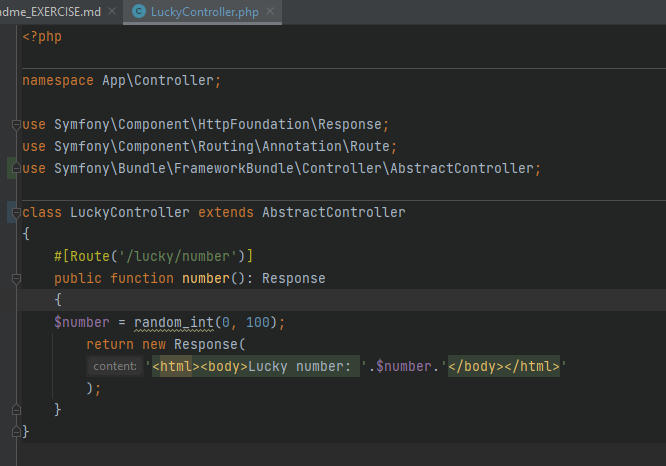 dme_EXERCISE.md × LuckyController.php ×
<?php
namespace App\Controller;
use Symfony\Component\HttpFoundation\Response;
use Symfony\Component\Routing\Annotation\Route;
use Symfony\Bundle\FrameworkBundle\Controller\AbstractController;
class LuckyController extends AbstractController
{
#[Route('/lucky/number')]
public function number(): Response
{
$number = random_int(0, 100);
return new Response(
content: '<html><body>Lucky number: '.$number.'</body></html>'
);
}
}